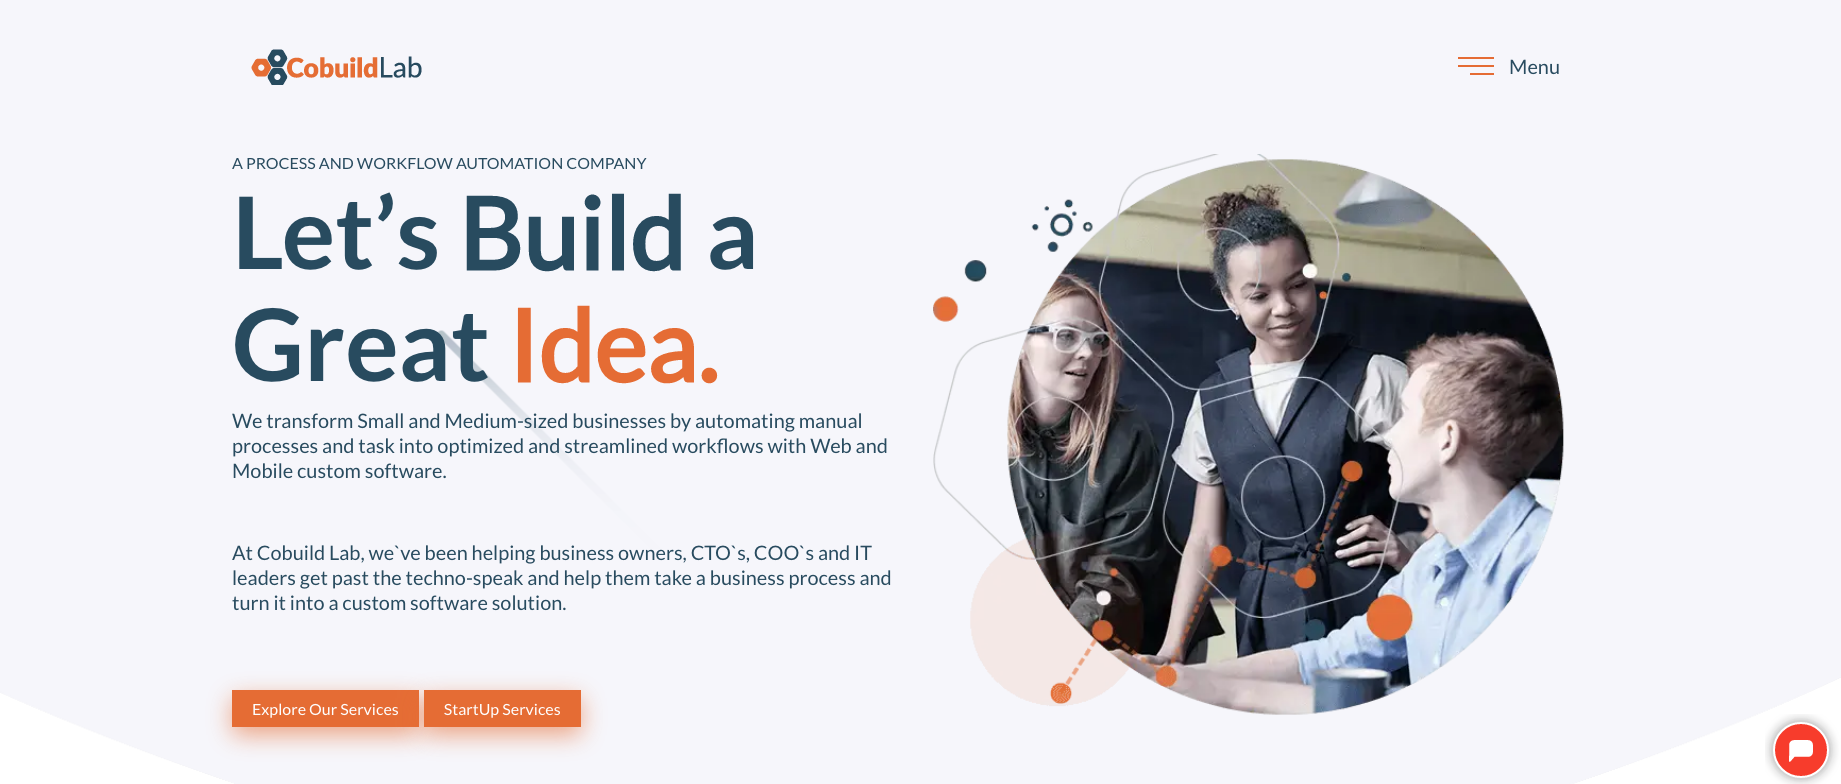 CobuildLab
Menu
A PROCESS AND WORKFLOW AUTOMATION COMPANY
Let’s Build a
Great Idea.
We transform Small and Medium-sized businesses by automating manual
processes and task into optimized and streamlined workflows with Web and
Mobile custom software.
At Cobuild Lab, we`ve been helping business owners, CTO`s, COO`s and IT
leaders get past the techno-speak and help them take a business process and
turn it into a custom software solution.
Explore Our Services
StartUp Services